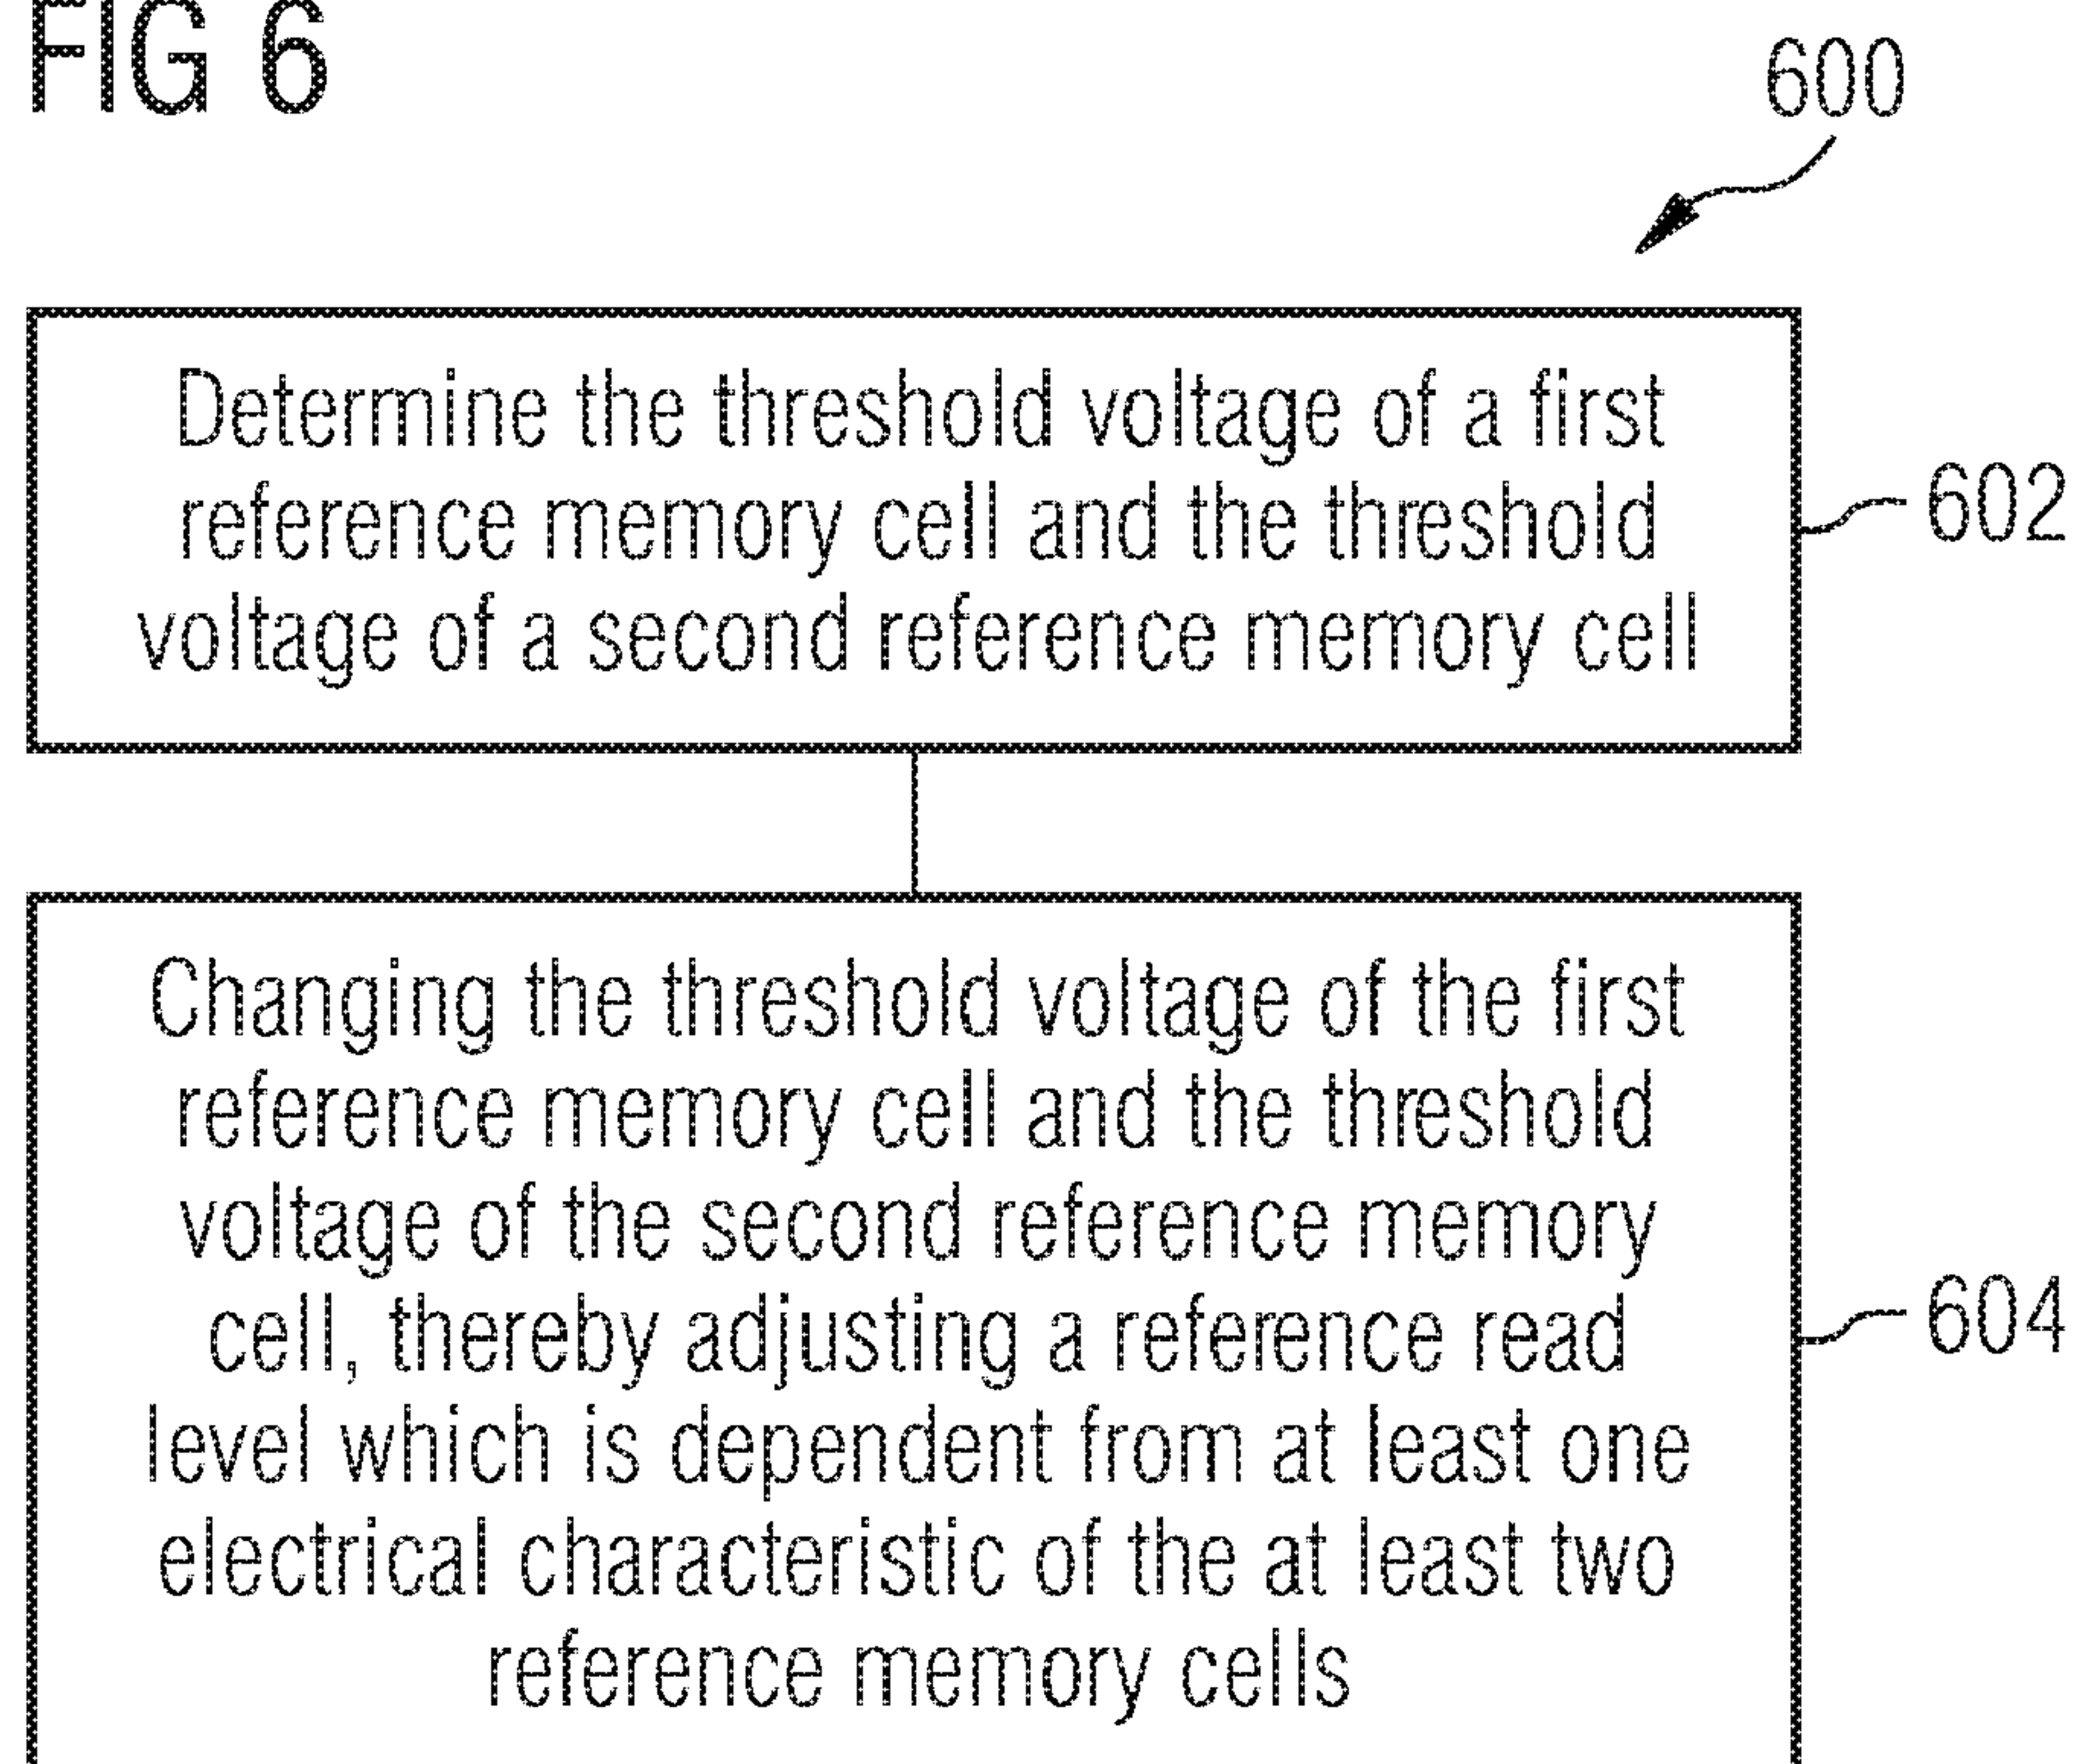 FIG 6
600
Determine the threshold voltage of a first
reference memory cell and the threshold
voltage of a second reference memory cell
602
Changing the threshold voltage of the first
reference memory cell and the threshold
voltage of the second reference memory
cell, thereby adjusting a reference read
level which is dependent from at least one
electrical characteristic of the at least two
reference memory cells
604